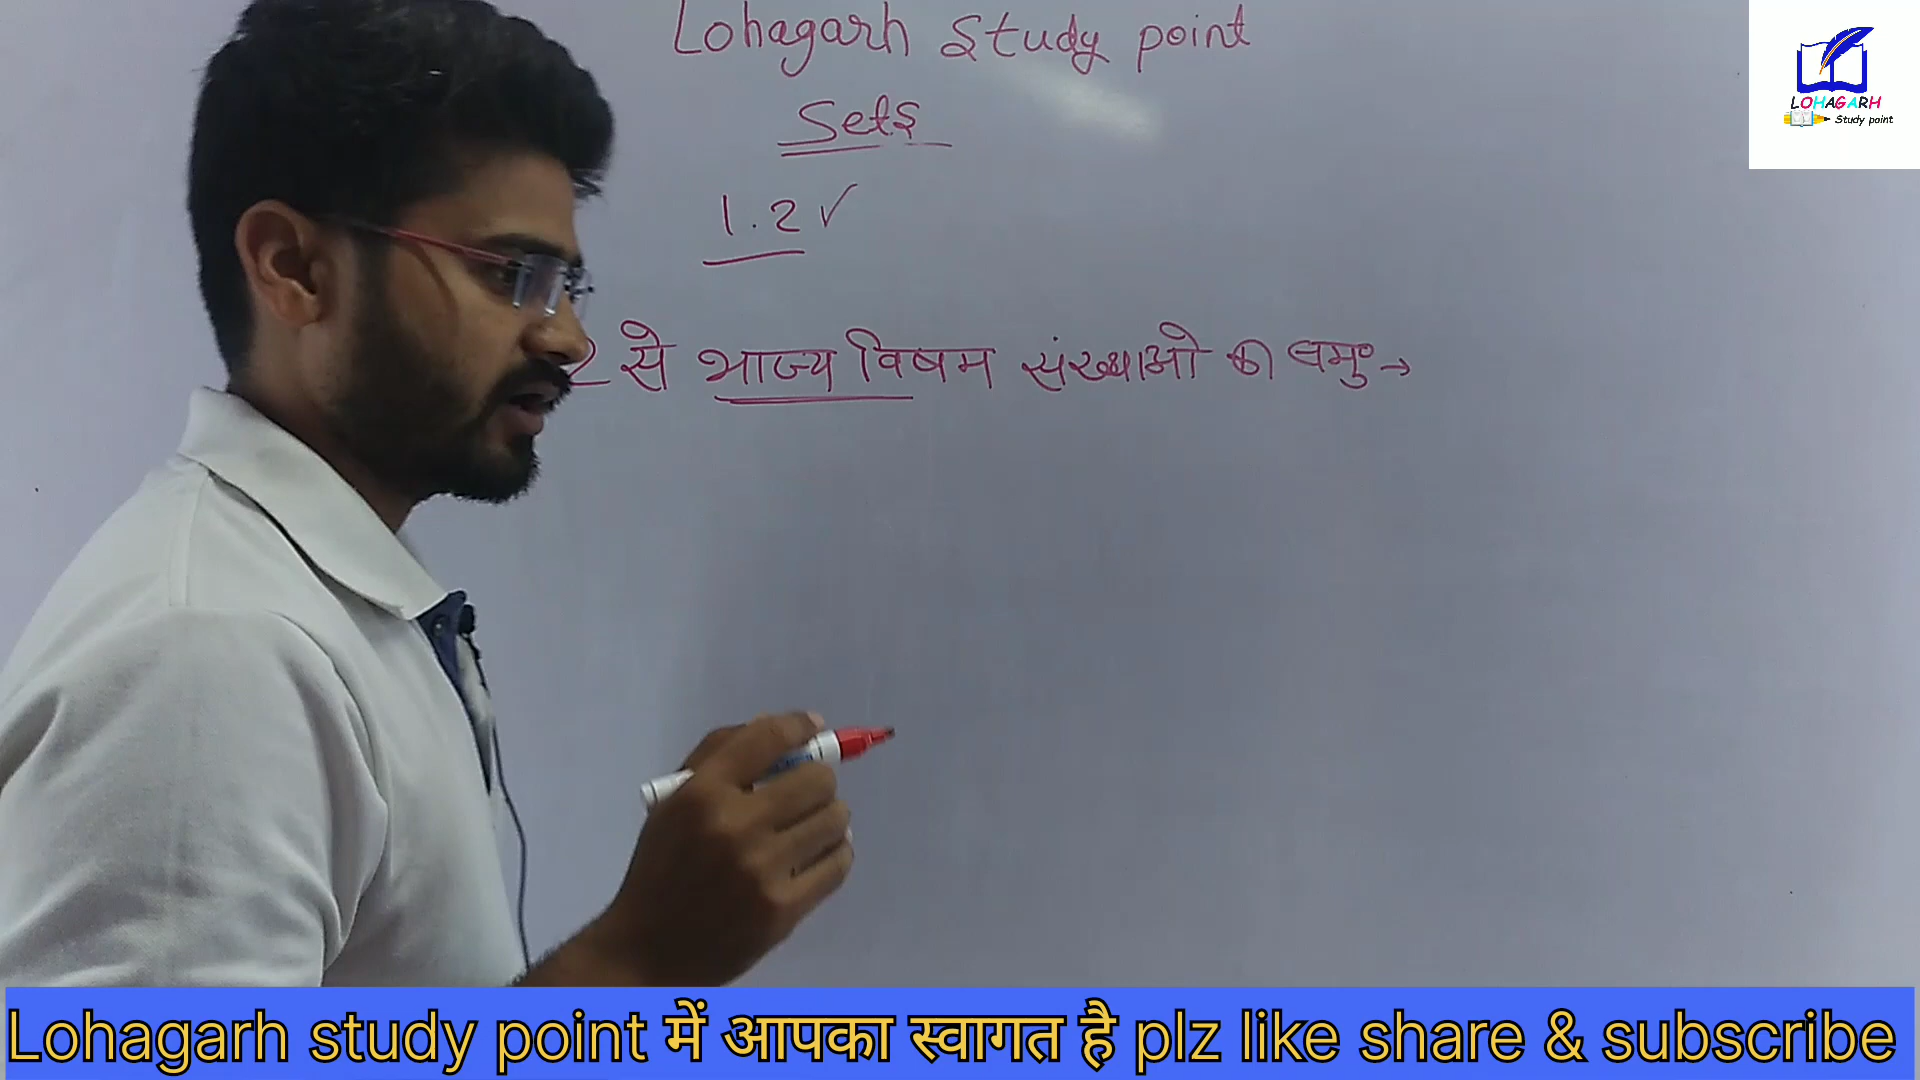 Lohagarh Study point
Sets
1.2 ✓
2 से भाज्य विषम संख्याओ का समु० →
LOHAGARH
Study point
Lohagarh study point में आपका स्वागत है plz like share & subscribe